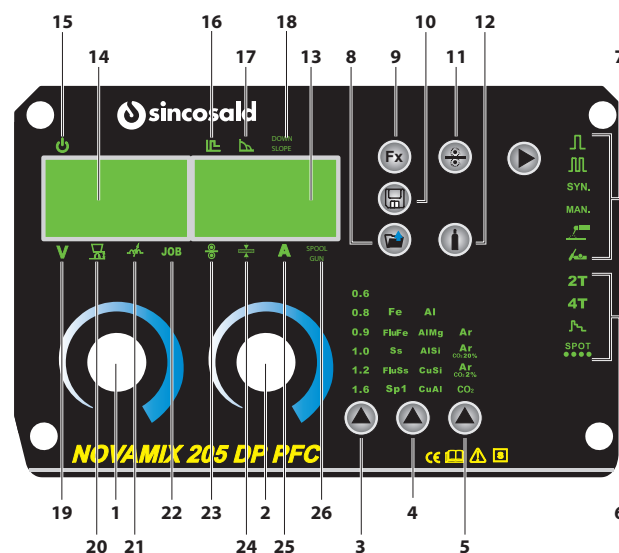 15
16
18
10
12
14
17
13
8
9
11
7
sincosald
DOWN
SLOPE
Fx
SYN.
MAN.
V
JOB
A
SPOOL
GUN
2T
4T
SPOT
0.6
0.8 Fe Al
0.9 FluFe AlMg Ar
1.0 Ss AlSi Ar CO2 20%
1.2 FluSs CuSi Ar CO2 2%
1.6 Sp1 CuAl CO2
NOVAMIX 205 DP PFC
CE
S
19
1
22
23
2
26
4
6
20
21
24
25
3
5